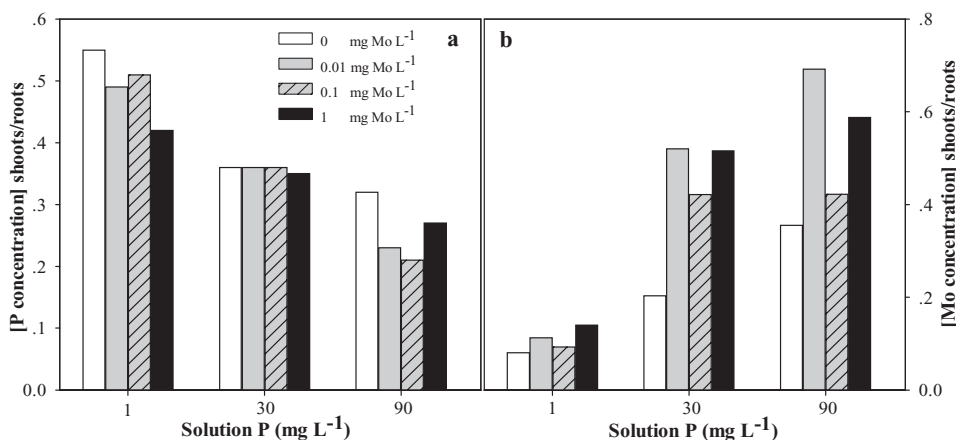 .6
.5
.4
.3
.2
.1
0.0
[P concentration] shoots/roots
a
0 mg Mo L-1
0.01 mg Mo L-1
0.1 mg Mo L-1
1 mg Mo L-1
1
30
90
Solution P (mg L-1)
b
1
30
90
Solution P (mg L-1)
.8
.6
.4
.2
0.0
[Mo concentration] shoots/roots